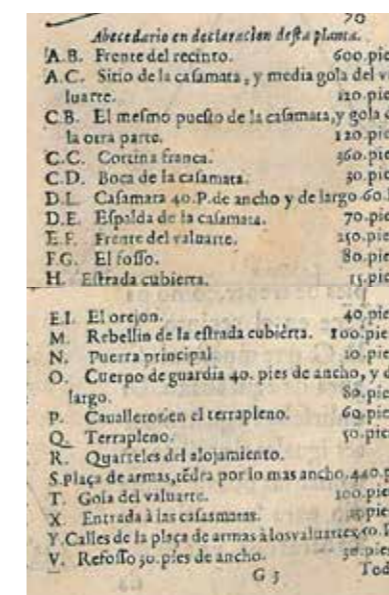 70
Abecedario en declaracion desta planta.
A.B. Frente del recinto. 600.pie
A.C. Sitio de la casamata, y media gola del v
luarte. 120.pie
C.B. El mesmo puesto de la casamata, y gola d
la otra parte. 120.pie
C.C. Cortina franca. 360.pie
C.D. Boca de la casamata. 30.pie
D.L. Casamata 40.P.de ancho y de largo 60.
D.E. Espalda de la casamata. 70.pie
E.F. Frente del valuarte. 250.pie
F.G. El fosso. 80.pie
H. Estrada cubierta. 15.pie
E.I. El orejon. 40.pie
M. Rebellin de la estrada cubièrta. 100.pie
N. Puerta principal 10.pie
O. Cuerpo de guardia 40. pies de ancho, y d
largo. 80.pie
P. Caualleros en el terrapleno. 60.pie
Q. Terrapleno. 50.pie
R. Quarteles del alojamiento.
S.plaça de armas, tēdra por lo mas ancho. 440.p
T. Gola del valuarte. 100.pie
X. Entrada à las casasmatas. pie
Y.Calles de la plaça de armas à los valuartes
V. Refosso 30.pies de ancho. pies
G 3 Tod